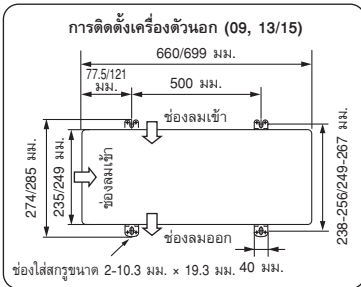 การติดตั้งเครื่องตัวนอก (09, 13/15)
660/699 มม.
77.5/121 มม.
500 มม.
ช่องลมเข้า
274/285 มม.
235/249 มม.
ช่องลมเข้า
238-256/249-267 มม.
ช่องลมออก
ช่องใส่สกรูขนาด 2-10.3 มม. × 19.3 มม.
40 มม.